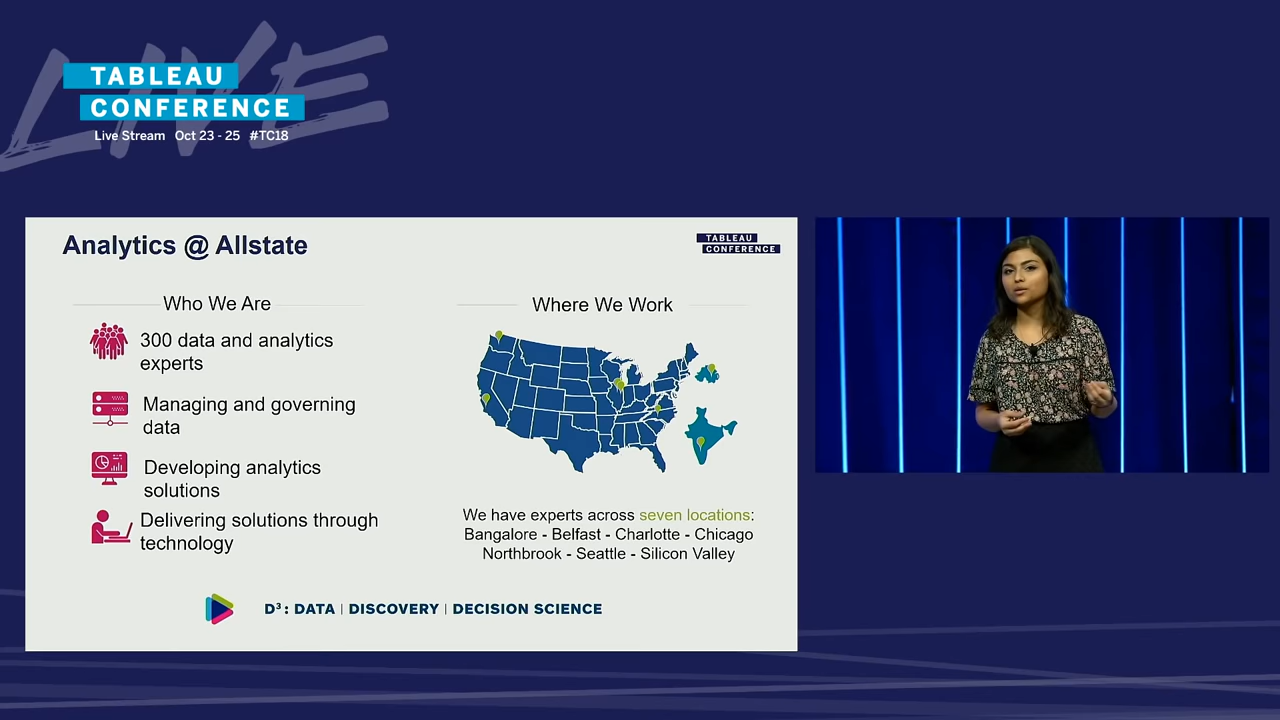 LIVE
TABLEAU
CONFERENCE
Live Stream Oct 23 - 25 #TC18
Analytics @ Allstate
TABLEAU
CONFERENCE
Who We Are
300 data and analytics
experts
Managing and governing
data
Developing analytics
solutions
Delivering solutions through
technology
Where We Work
We have experts across seven locations:
Bangalore - Belfast - Charlotte - Chicago
Northbrook - Seattle - Silicon Valley
D³: DATA | DISCOVERY | DECISION SCIENCE